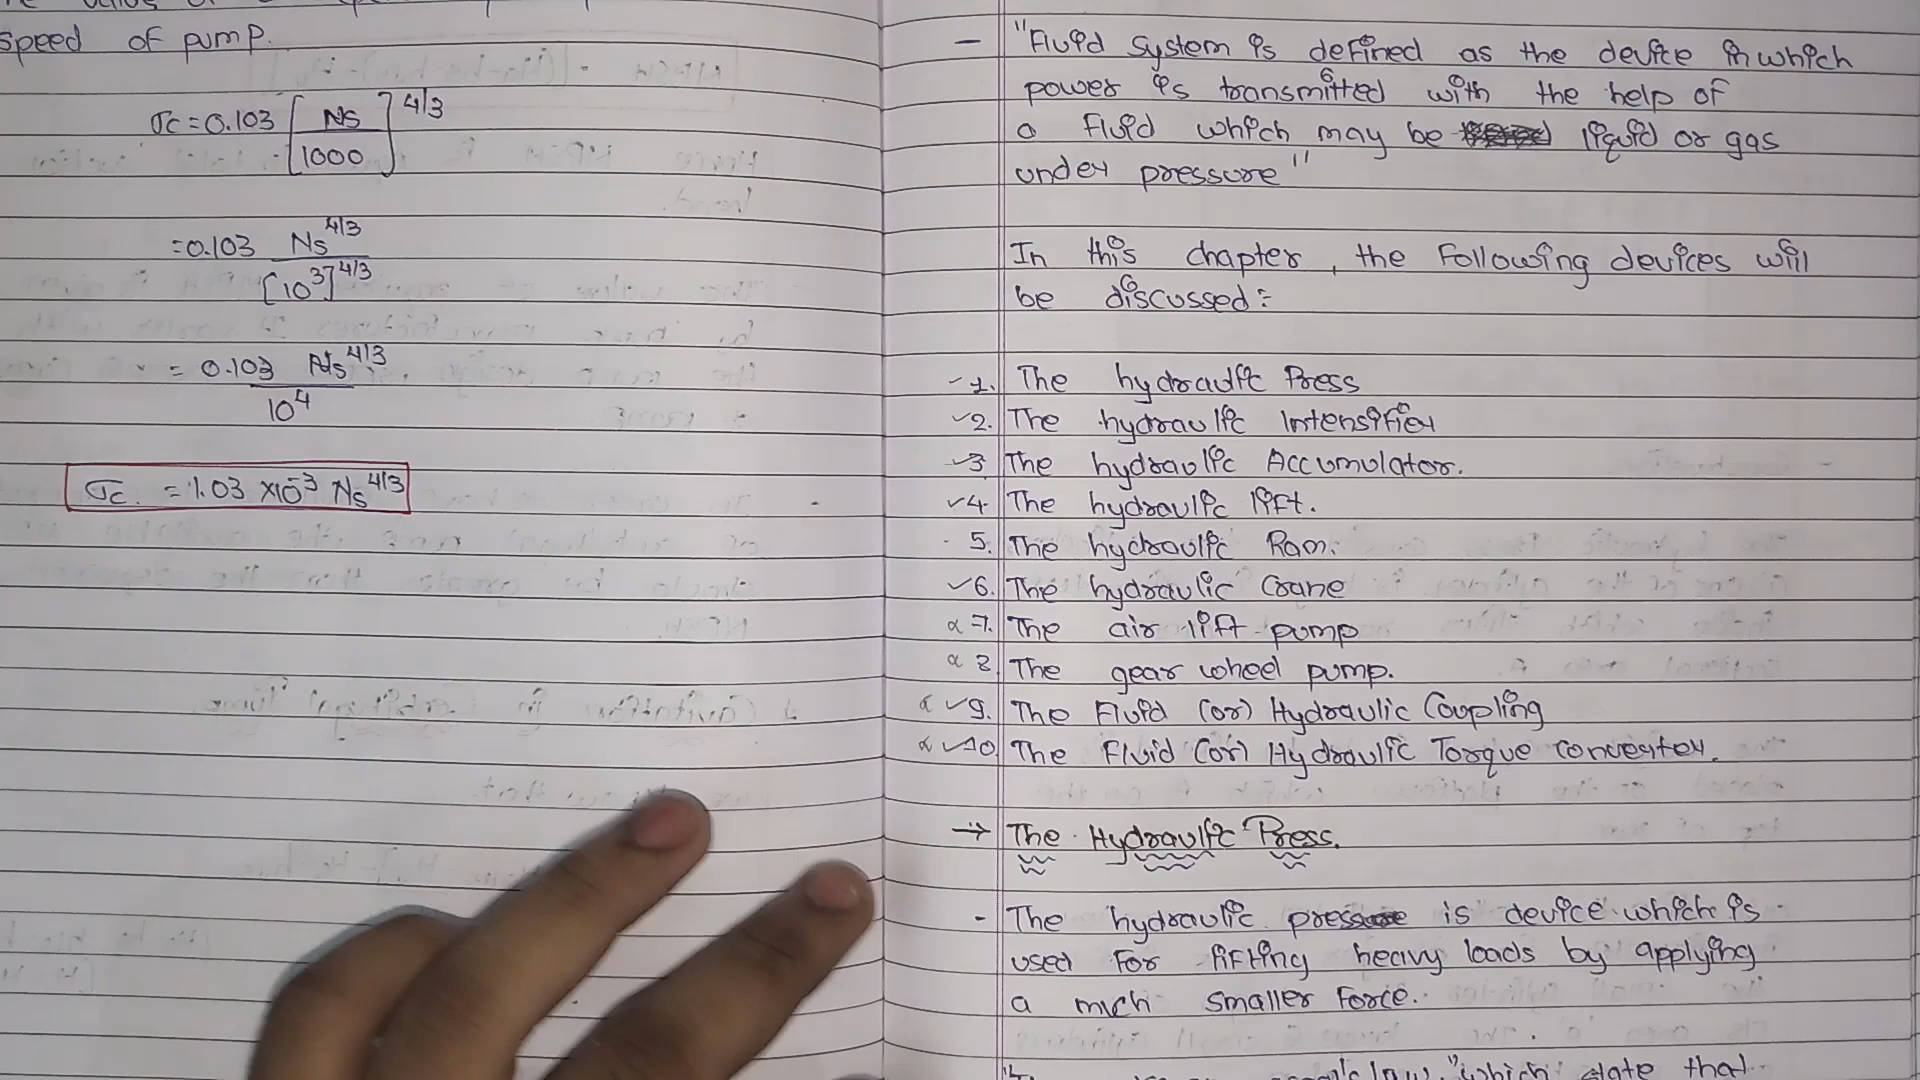 speed of pump.
σc = 0.103 [Ns/1000]^4/3
= 0.103 Ns^4/3 / [10^3]^4/3
= 0.103 Ns^4/3 / 10^4
σc. = 1.03 ×10^-3 Ns^4/3
- "Fluid system is defined as the device in which
power is transmitted with the help of
a fluid which may be liquid or gas
under pressure"
In this chapter, the following devices will
be discussed:
✓1. The hydraulic Press
✓2. The hydraulic Intensifier
✓3 The hydraulic Accumulator.
✓4. The hydraulic lift.
5. The hydraulic Ram.
✓6. The hydraulic Crane
α 7. The air lift pump
α 8. The gear wheel pump.
α ✓9. The Fluid (or) Hydraulic Coupling
α ✓10. The Fluid (or) Hydraulic Torque converter.
→ The Hydraulic Press.
- The hydraulic press is device which is
used for lifting heavy loads by applying
a mch smaller force.
law, "which state that